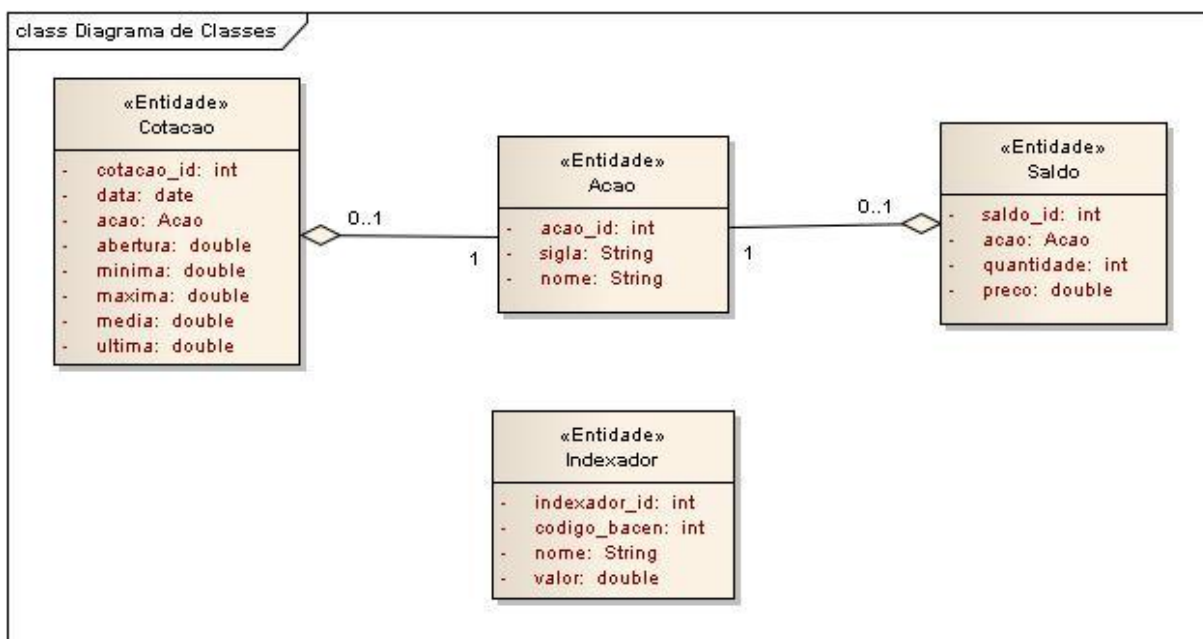 class Diagrama de Classes
«Entidade»
Cotacao
- cotacao_id: int
- data: date
- acao: Acao
- abertura: double
- minima: double
- maxima: double
- media: double
- ultima: double
0..1
1
«Entidade»
Acao
- acao_id: int
- sigla: String
- nome: String
0..1
1
«Entidade»
Saldo
- saldo_id: int
- acao: Acao
- quantidade: int
- preco: double
«Entidade»
Indexador
- indexador_id: int
- codigo_bacen: int
- nome: String
- valor: double